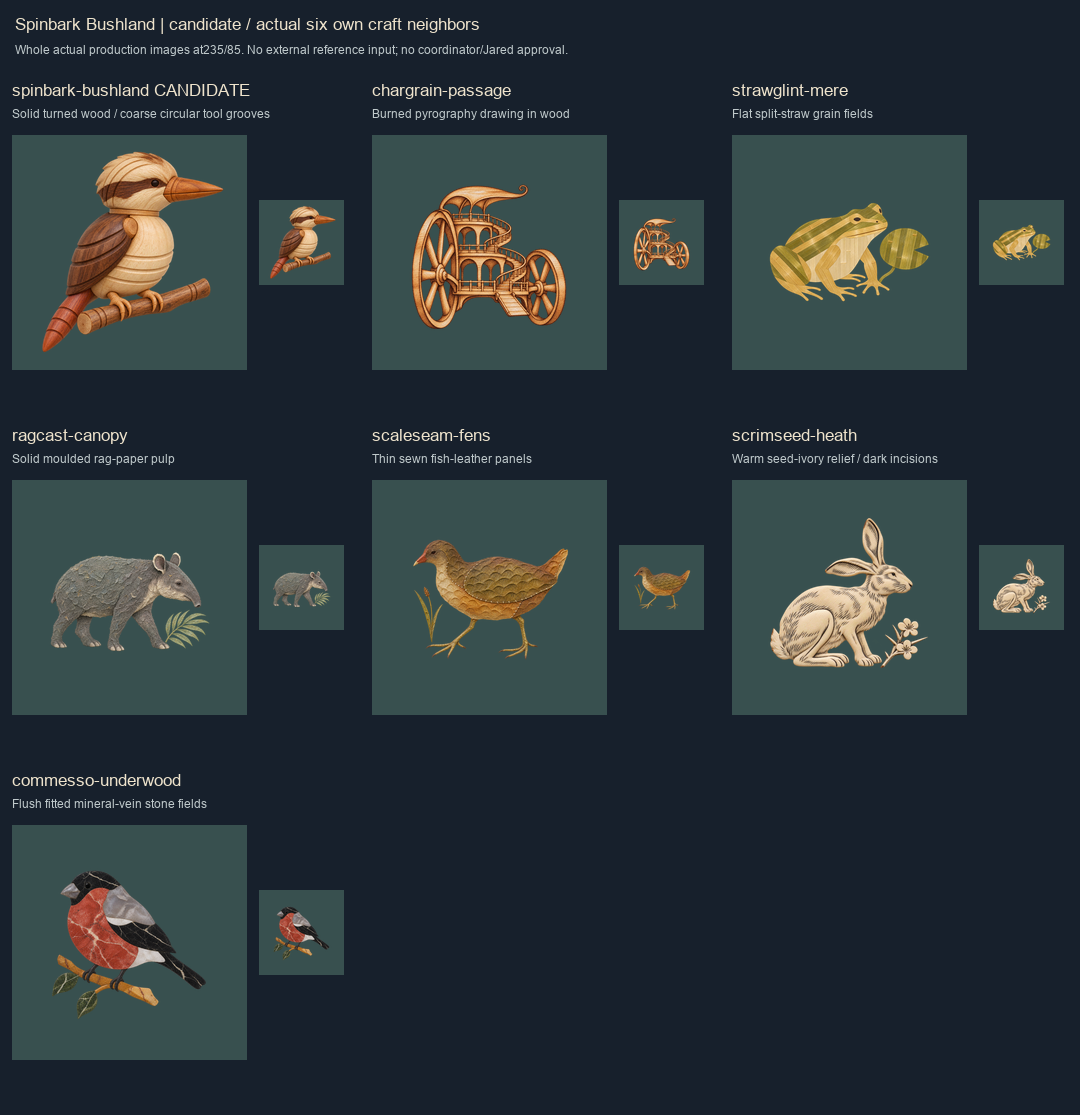 Spinbark Bushland | candidate / actual six own craft neighbors
Whole actual production images at235/85. No external reference input; no coordinator/Jared approval.
spinbark-bushland CANDIDATE
Solid turned wood / coarse circular tool grooves
chargrain-passage
Burned pyrography drawing in wood
strawglint-mere
Flat split-straw grain fields
ragcast-canopy
Solid moulded rag-paper pulp
scaleseam-fens
Thin sewn fish-leather panels
scrimseed-heath
Warm seed-ivory relief / dark incisions
commesso-underwood
Flush fitted mineral-vein stone fields